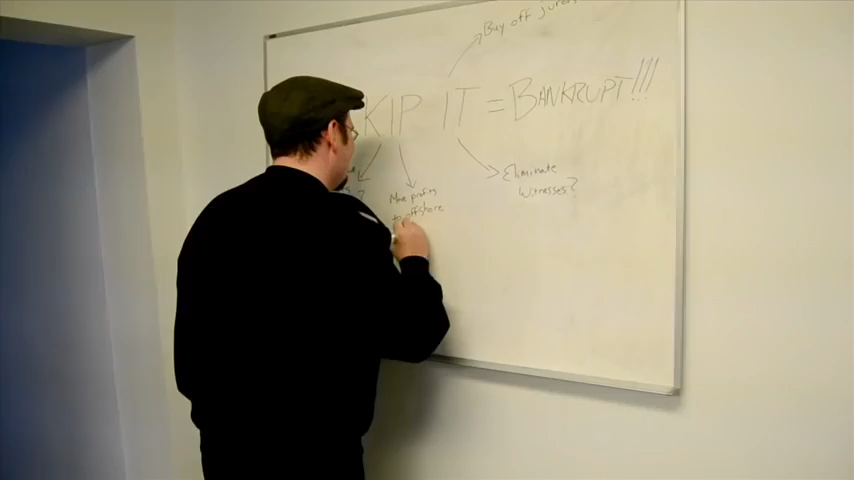 Buy off jurors
KIP IT = BANKRUPT!!!
Eliminate
witnesses?
Move profits
to offshore